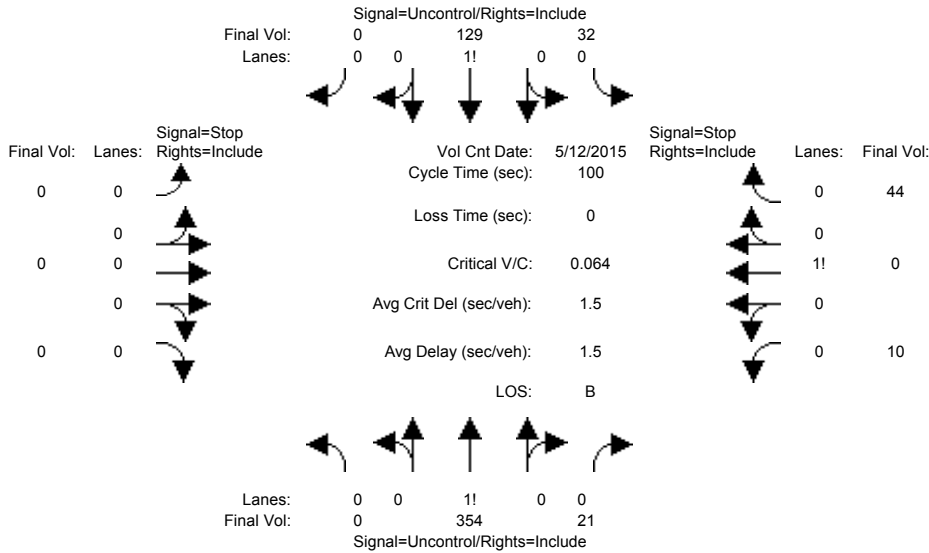 Signal=Uncontrol/Rights=Include
Final Vol: 0 129 32
Lanes: 0 0 1! 0 0
Signal=Stop Signal=Stop
Final Vol: Lanes: Rights=Include Vol Cnt Date: 5/12/2015 Rights=Include Lanes: Final Vol:
Cycle Time (sec): 100
0 0 0 44
Loss Time (sec): 0
0 0
0 0 Critical V/C: 0.064 1! 0
0 Avg Crit Del (sec/veh): 1.5 0
0 0 Avg Delay (sec/veh): 1.5 0 10
LOS: B
Lanes: 0 0 1! 0 0
Final Vol: 0 354 21
Signal=Uncontrol/Rights=Include